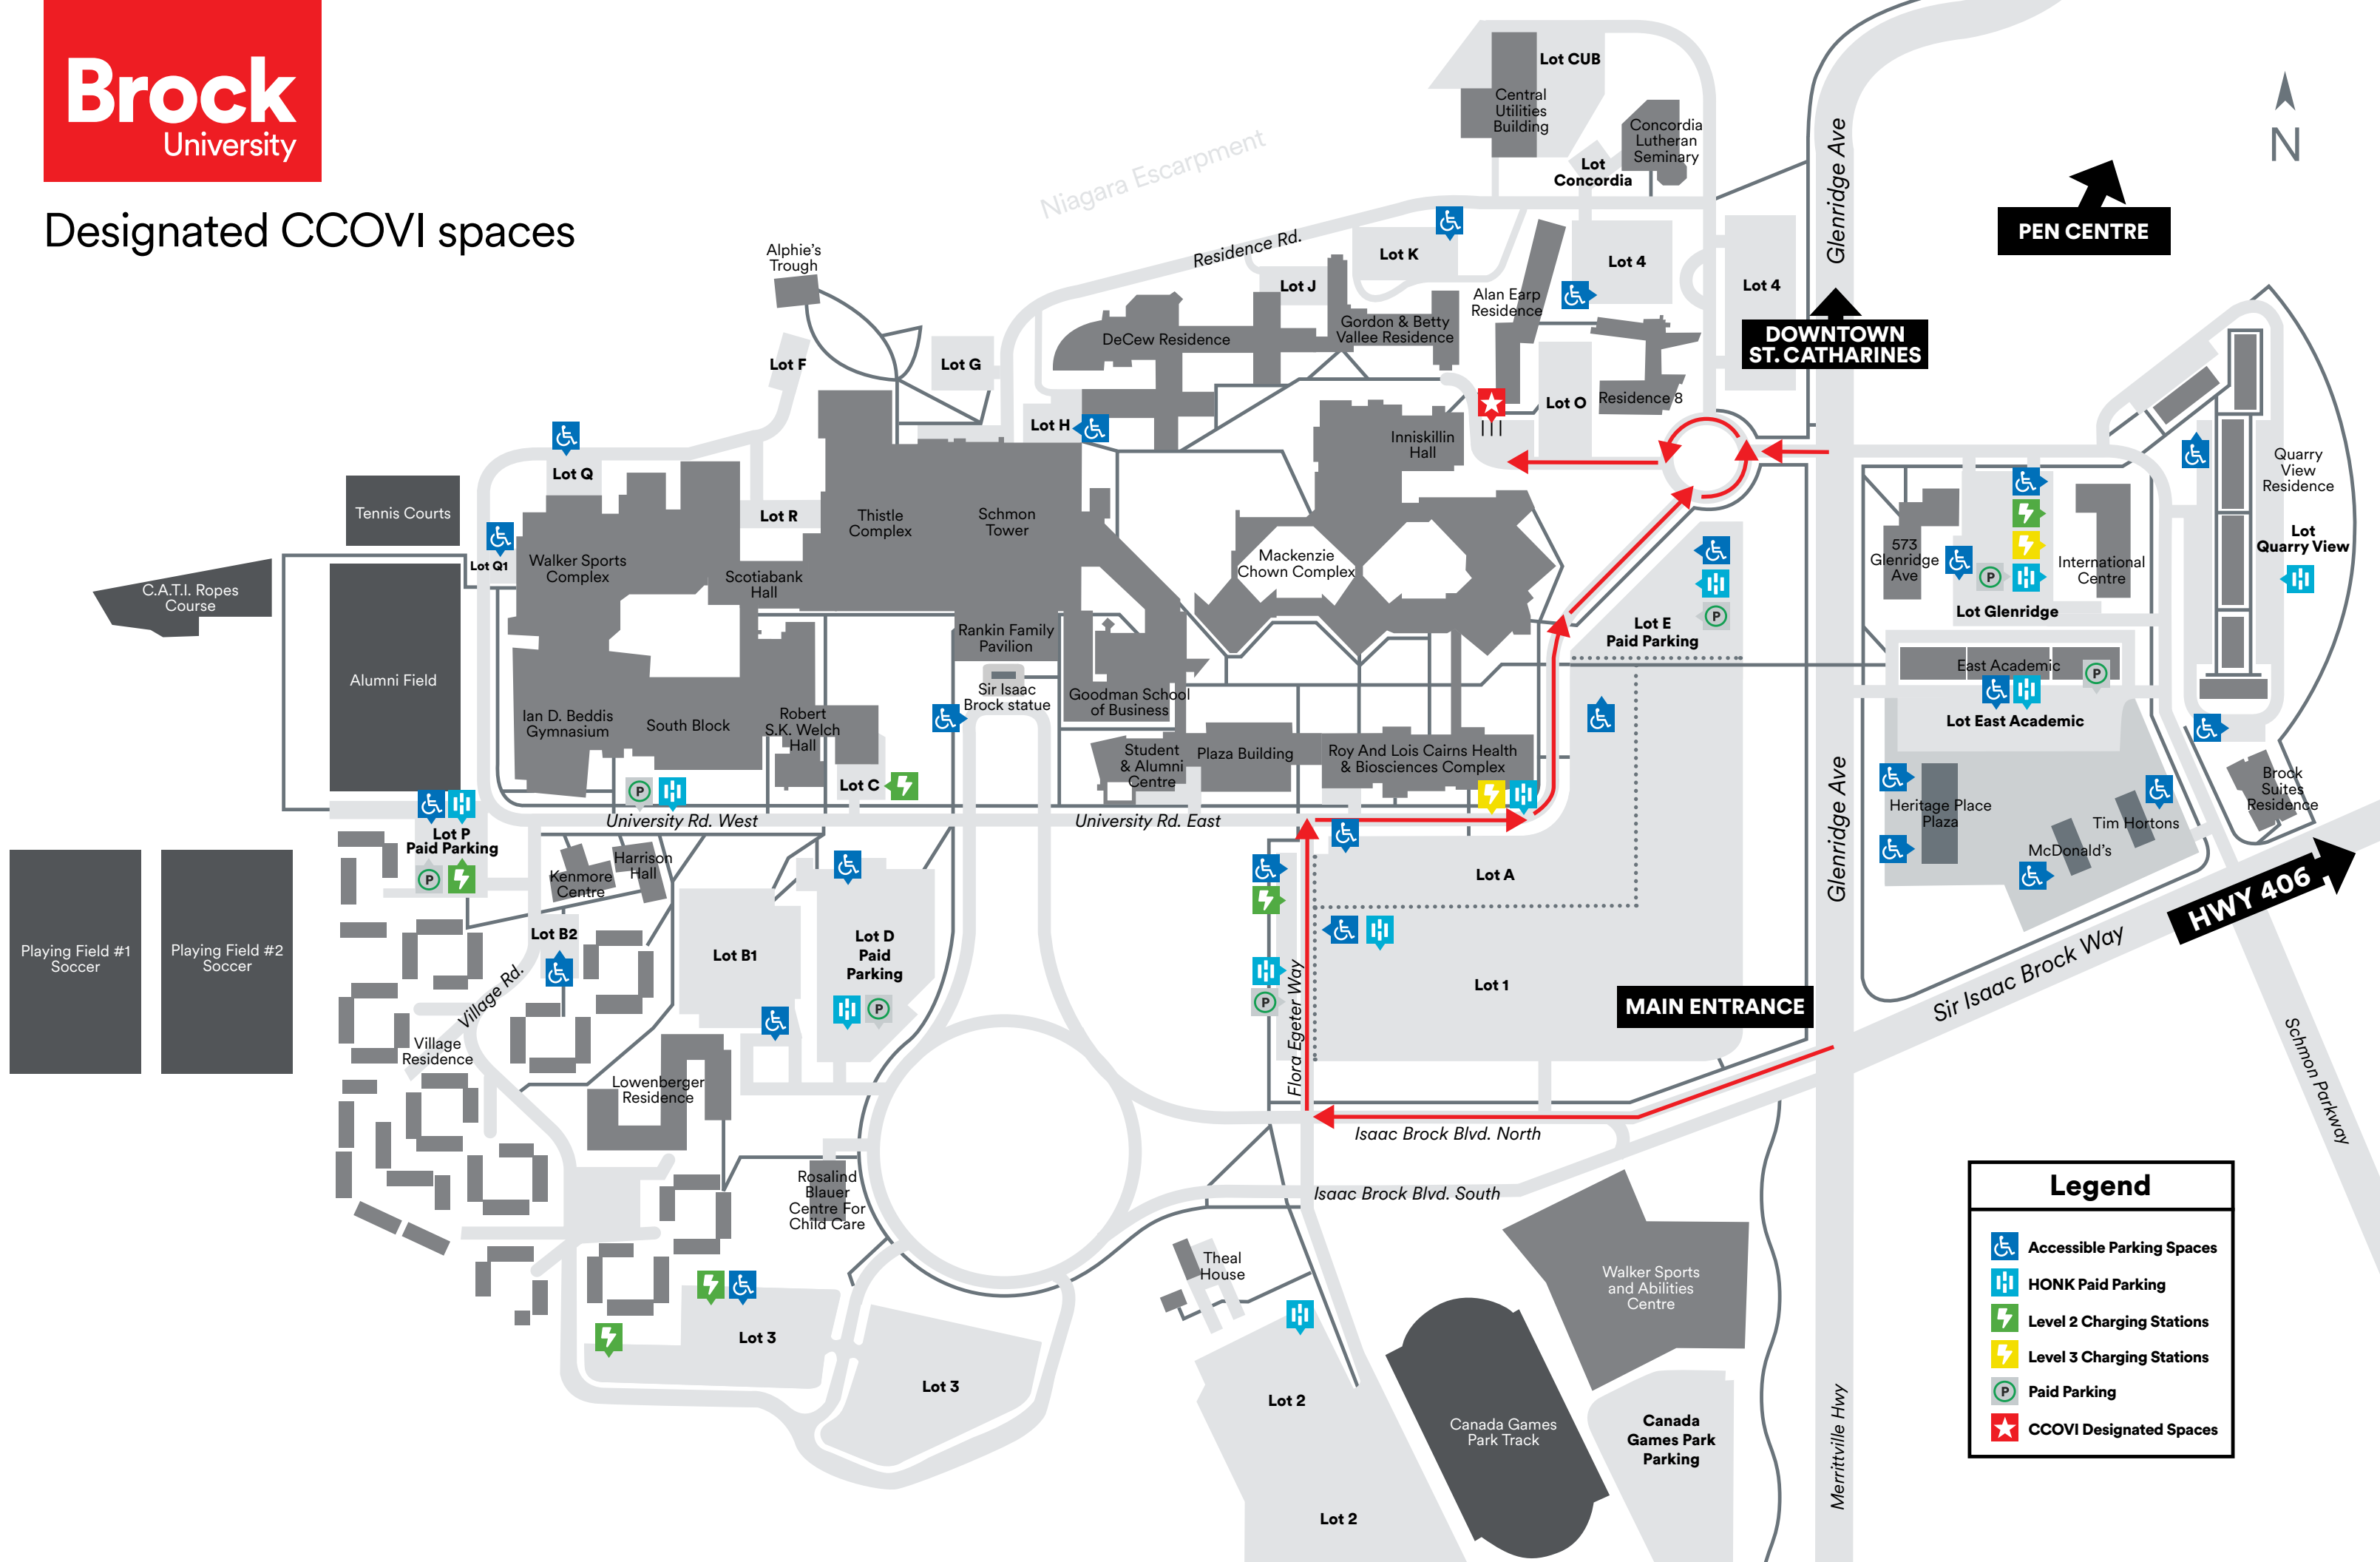 Brock
University
Designated CCOVI spaces
Niagara Escarpment
Lot CUB
Central
Utilities
Building
Concordia
Lutheran
Seminary
Lot
Concordia
Glenridge Ave
N
PEN CENTRE
Alphie's
Trough
Residence Rd.
Lot K
Lot 4
Lot 4
Lot J
Alan Earp
Residence
DOWNTOWN
ST. CATHARINES
Gordon & Betty
Vallee Residence
DeCew Residence
Lot F
Lot G
Lot H
Lot O
Residence 8
Inniskillin
Hall
Lot Q
Tennis Courts
Lot R
Thistle
Complex
Schmon
Tower
Quarry
View
Residence
Lot
Quarry View
Lot Q1
Walker Sports
Complex
Scotiabank
Hall
Mackenzie
Chown Complex
573
Glenridge
Ave
International
Centre
P
Lot Glenridge
C.A.T.I. Ropes
Course
P
Lot E
Paid Parking
Rankin Family
Pavilion
Alumni Field
Sir Isaac
Brock statue
Goodman School
of Business
East Academic
P
Lot East Academic
Ian D. Beddis
Gymnasium
South Block
Robert
S.K. Welch
Hall
Student
& Alumni
Centre
Plaza Building
Roy And Lois Cairns Health
& Biosciences Complex
Lot C
P
Heritage Place
Plaza
Tim Hortons
McDonald's
Brock
Suites
Residence
Lot P
Paid Parking
P
University Rd. West
University Rd. East
Glenridge Ave
Kenmore
Centre
Harrison
Hall
Lot A
HWY 406
Playing Field #1
Soccer
Playing Field #2
Soccer
Lot B2
Lot B1
Lot D
Paid
Parking
P
Village Rd.
P
Flora Egeter Way
Lot 1
MAIN ENTRANCE
Sir Isaac Brock Way
Schmon Parkway
Village
Residence
Lowenberger
Residence
Isaac Brock Blvd. North
Isaac Brock Blvd. South
Rosalind
Blauer
Centre For
Child Care
Theal
House
Walker Sports
and Abilities
Centre
Lot 3
Lot 3
Lot 2
Lot 2
Canada Games
Park Track
Canada
Games Park
Parking
Merrittville Hwy
Legend
Accessible Parking Spaces
HONK Paid Parking
Level 2 Charging Stations
Level 3 Charging Stations
P Paid Parking
CCOVI Designated Spaces